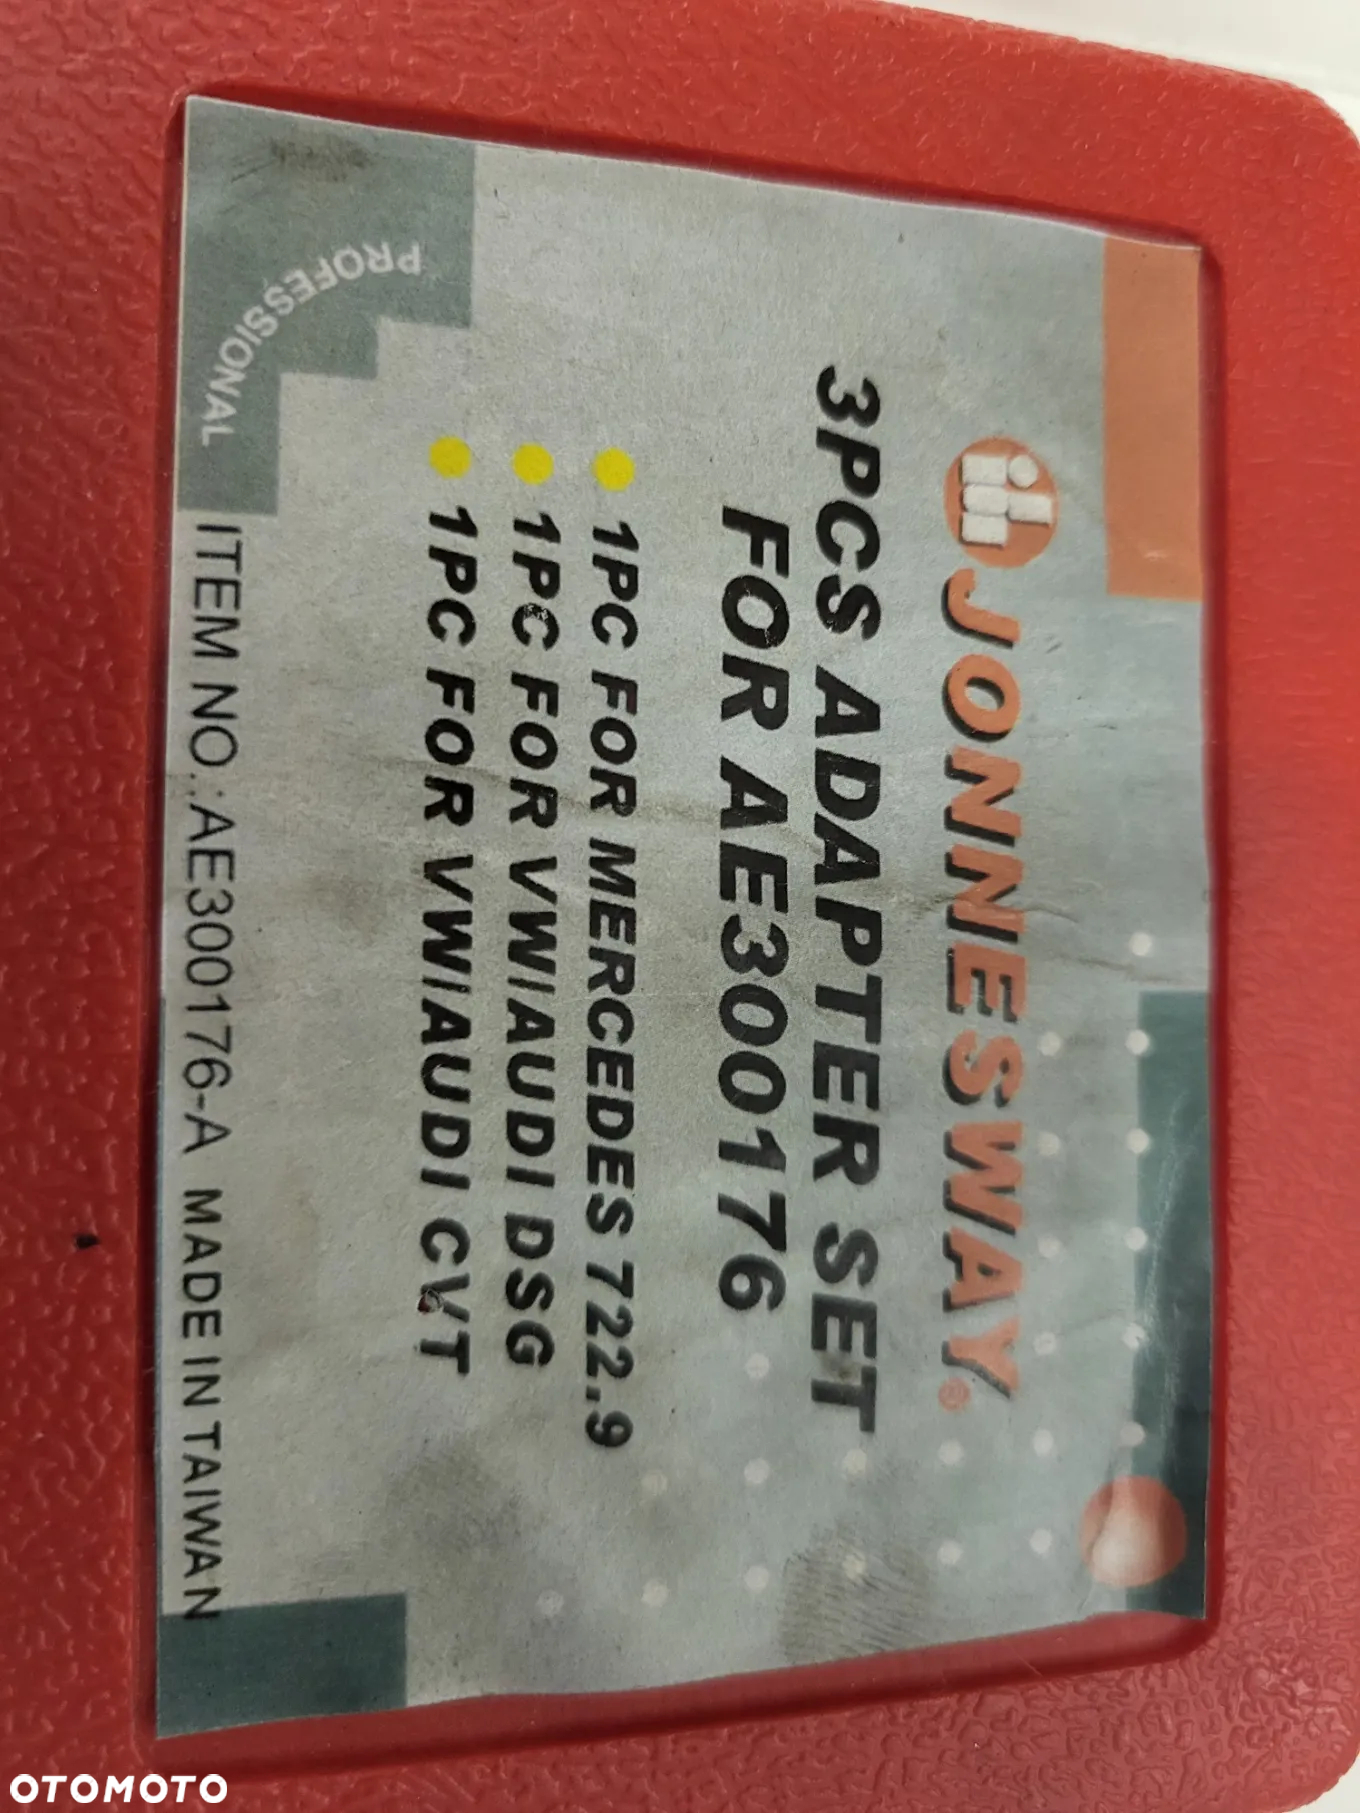 JONNESWAY®
3PCS ADAPTER SET
FOR AE300176
1PC FOR MERCEDES 722.9
1PC FOR VW/AUDI DSG
1PC FOR VW/AUDI CVT
PROFESSIONAL
ITEM NO.:AE300176-A MADE IN TAIWAN
OTOMOTO